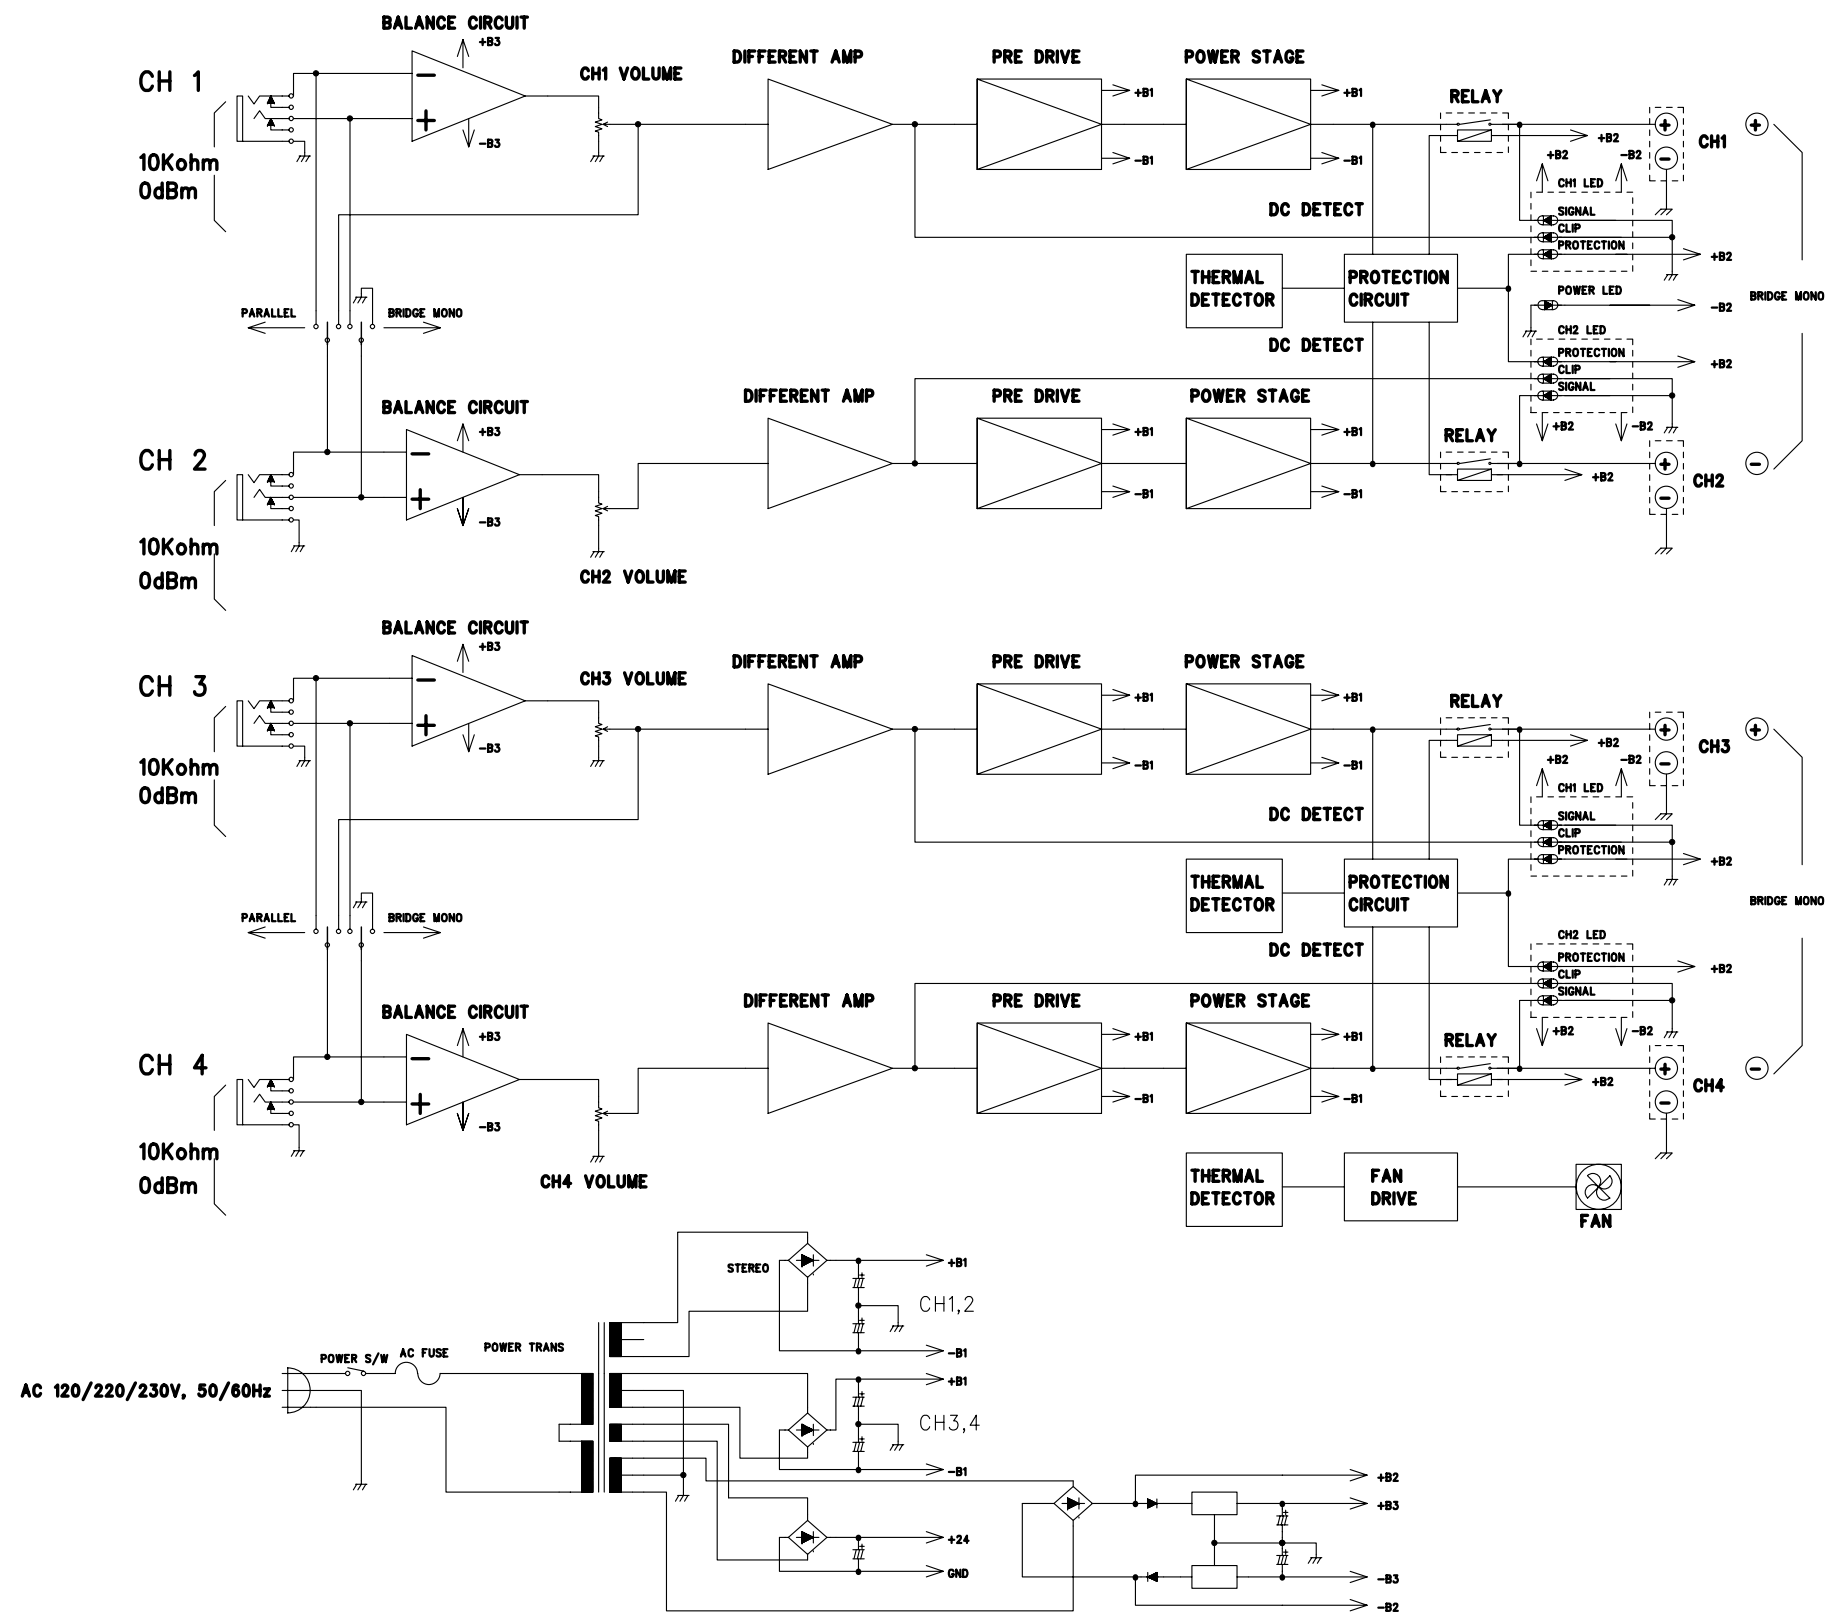 BALANCE CIRCUIT
+B3
CH 1
CH1 VOLUME
DIFFERENT AMP
PRE DRIVE
POWER STAGE
+B1
+B1
RELAY
−
+
-B3
10Kohm
0dBm
-B1
-B1
+B2
+
−
CH1
+
+B2
-B2
CH1 LED
SIGNAL
CLIP
PROTECTION
+B2
DC DETECT
THERMAL
DETECTOR
PROTECTION
CIRCUIT
POWER LED
-B2
BRIDGE MONO
PARALLEL
BRIDGE MONO
DC DETECT
CH2 LED
PROTECTION
CLIP
SIGNAL
+B2
+B2
-B2
BALANCE CIRCUIT
+B3
CH 2
DIFFERENT AMP
PRE DRIVE
POWER STAGE
+B1
+B1
RELAY
−
+
-B3
-B1
-B1
+B2
+
−
CH2
−
10Kohm
0dBm
CH2 VOLUME
BALANCE CIRCUIT
+B3
CH 3
CH3 VOLUME
DIFFERENT AMP
PRE DRIVE
POWER STAGE
+B1
+B1
RELAY
−
+
-B3
10Kohm
0dBm
-B1
-B1
+B2
+
−
CH3
+
+B2
-B2
CH1 LED
SIGNAL
CLIP
PROTECTION
+B2
DC DETECT
THERMAL
DETECTOR
PROTECTION
CIRCUIT
BRIDGE MONO
PARALLEL
BRIDGE MONO
DC DETECT
CH2 LED
PROTECTION
CLIP
SIGNAL
+B2
+B2
-B2
BALANCE CIRCUIT
+B3
CH 4
DIFFERENT AMP
PRE DRIVE
POWER STAGE
+B1
+B1
RELAY
−
+
-B3
-B1
-B1
+B2
+
−
CH4
−
10Kohm
0dBm
CH4 VOLUME
THERMAL
DETECTOR
FAN
DRIVE
FAN
STEREO
+B1
CH1,2
-B1
POWER TRANS
POWER S/W
AC FUSE
AC 120/220/230V, 50/60Hz
+B1
CH3,4
-B1
+24
GND
+B2
+B3
-B3
-B2